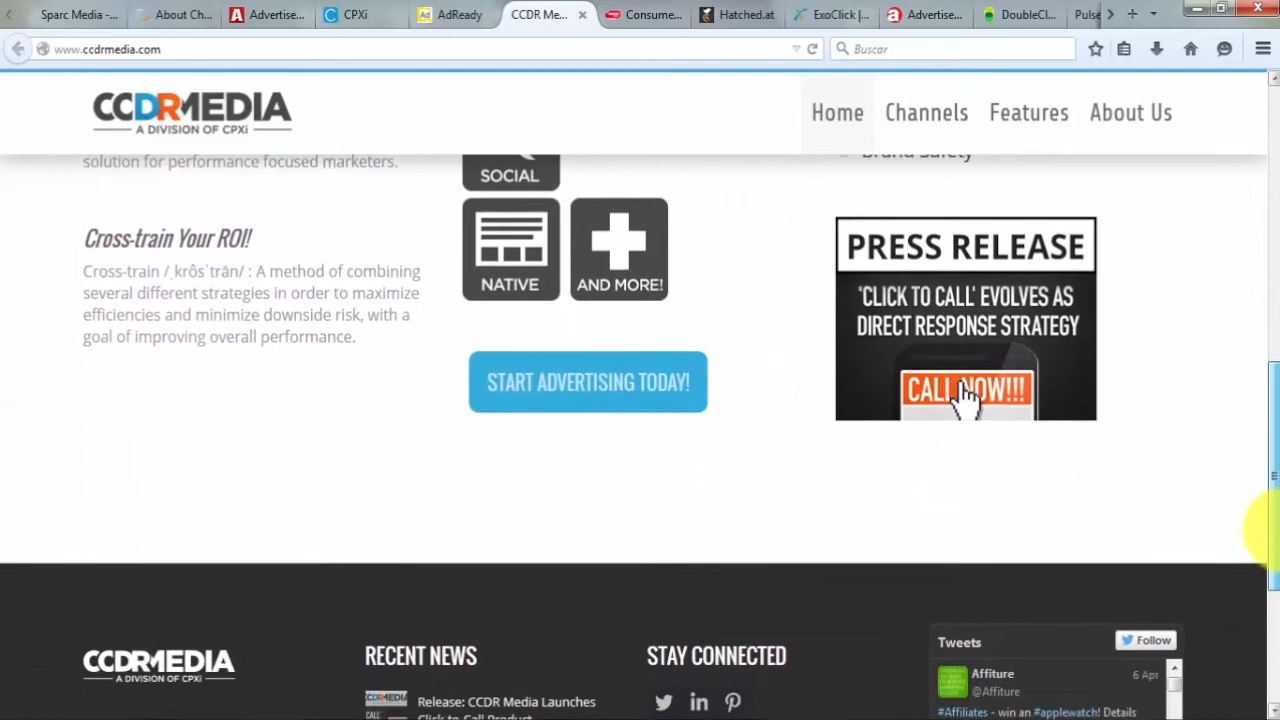 Sparc Media -...
About Ch...
Advertise...
CPXi
AdReady
CCDR Me...
Consume...
Hatched.at
ExoClick |...
Advertise...
DoubleCl...
Pulse
www.ccdrmedia.com
Buscar
CCDRMEDIA
A DIVISION OF CPXi
Home
Channels
Features
About Us
solution for performance focused marketers.
SOCIAL
Brand Safety
Cross-train Your ROI!
Cross-train /ˌkrôsˈtrān/ : A method of combining
several different strategies in order to maximize
efficiencies and minimize downside risk, with a
goal of improving overall performance.
NATIVE
AND MORE!
START ADVERTISING TODAY!
PRESS RELEASE
'CLICK TO CALL' EVOLVES AS
DIRECT RESPONSE STRATEGY
CALL NOW!!!
CCDRMEDIA
A DIVISION OF CPXi
RECENT NEWS
Release: CCDR Media Launches
Click to Call Product
STAY CONNECTED
Tweets
Follow
Affiture
6 Apr
@Affiture
#Affiliates - win an #applewatch! Details